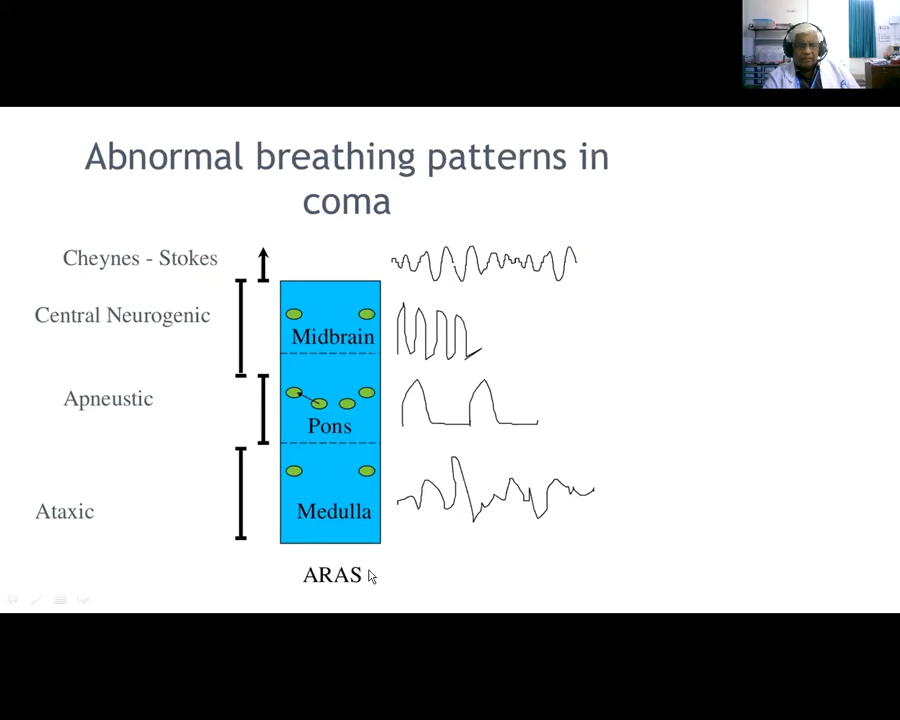 Abnormal breathing patterns in
coma
Cheynes - Stokes
Central Neurogenic
Midbrain
Apneustic
Pons
Ataxic
Medulla
ARAS